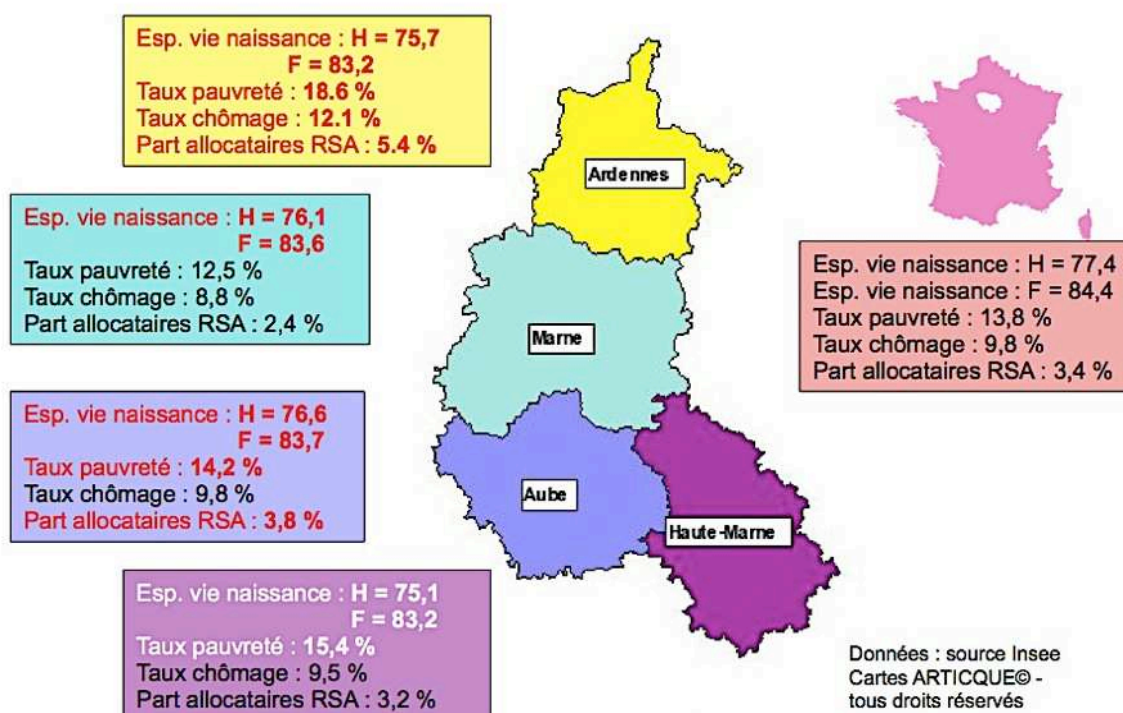 Esp. vie naissance : H = 75,7
F = 83,2
Taux pauvreté : 18.6 %
Taux chômage : 12.1 %
Part allocataires RSA : 5.4 %
Ardennes
Esp. vie naissance : H = 76,1
F = 83,6
Taux pauvreté : 12,5 %
Taux chômage : 8,8 %
Part allocataires RSA : 2,4 %
Marne
Esp. vie naissance : H = 77,4
Esp. vie naissance : F = 84,4
Taux pauvreté : 13,8 %
Taux chômage : 9,8 %
Part allocataires RSA : 3,4 %
Esp. vie naissance : H = 76,6
F = 83,7
Taux pauvreté : 14,2 %
Taux chômage : 9,8 %
Part allocataires RSA : 3,8 %
Aube
Haute-Marne
Esp. vie naissance : H = 75,1
F = 83,2
Taux pauvreté : 15,4 %
Taux chômage : 9,5 %
Part allocataires RSA : 3,2 %
Données : source Insee
Cartes ARTICQUE© -
tous droits réservés